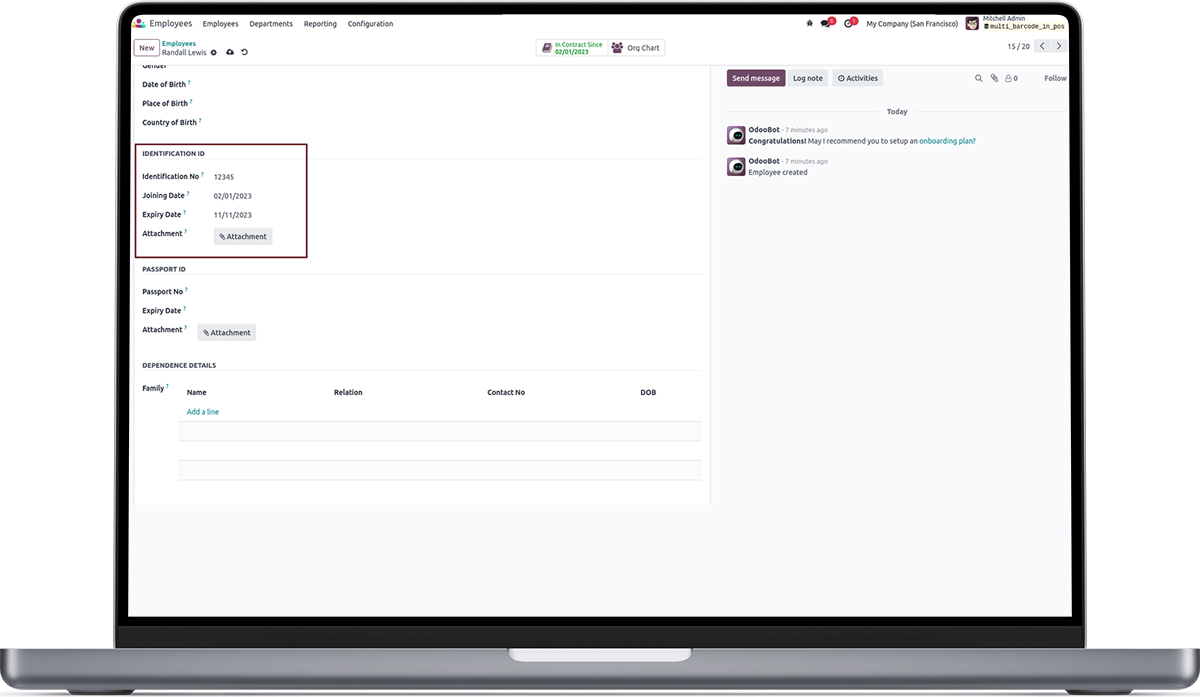 Employees Employees Departments Reporting Configuration 5 1 My Company (San Francisco) Mitchell Admin
multi_barcode_in_pos
New Employees
Randall Lewis
In Contract Since
02/01/2023
Org Chart
15 / 20
Gender
Date of Birth ?
Place of Birth ?
Country of Birth ?
IDENTIFICATION ID
Identification No ? 12345
Joining Date ? 02/01/2023
Expiry Date ? 11/11/2023
Attachment ? Attachment
PASSPORT ID
Passport No ?
Expiry Date ?
Attachment ? Attachment
DEPENDENCE DETAILS
Family ? Name Relation Contact No DOB
Add a line
Send message Log note Activities 0 Follow
Today
OdooBot - 7 minutes ago
Congratulations! May I recommend you to setup an onboarding plan?
OdooBot - 7 minutes ago
Employee created